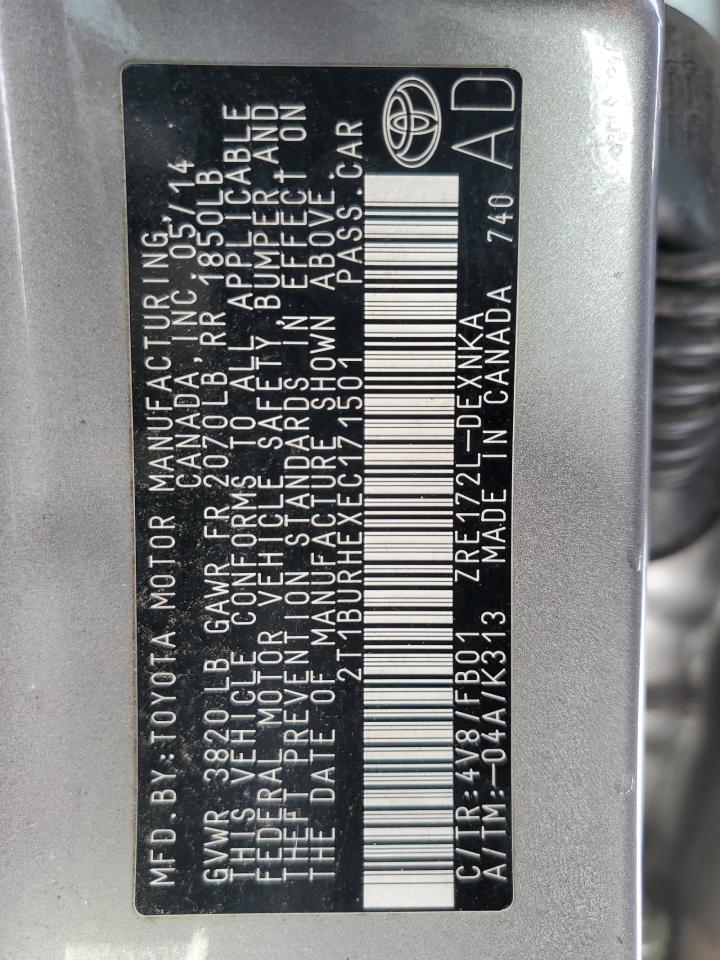 MFD.BY:TOYOTA MOTOR MANUFACTURING,
CANADA,INC.05/14
GVWR 3820 LB GAWR FR 2070LB,RR 1850LB
THIS VEHICLE CONFORMS TO ALL APPLICABLE
FEDERAL MOTOR VEHICLE SAFETY, BUMPER,AND
THEFT PREVENTION STANDARDS IN EFFECT ON
THE DATE OF MANUFACTURE SHOWN ABOVE.
2T1BURHEXEC171501 PASS.CAR
C/TR:4V8/FB01 ZRE172L-DEXNKA
A/TM:-04A/K313 MADE IN CANADA 740
AD